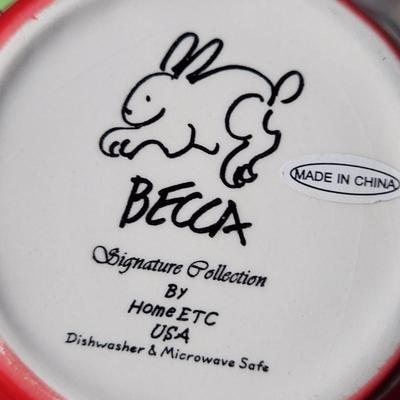 BECCA
Signature Collection
By
Home ETC
USA
Dishwasher & Microwave Safe
MADE IN CHINA